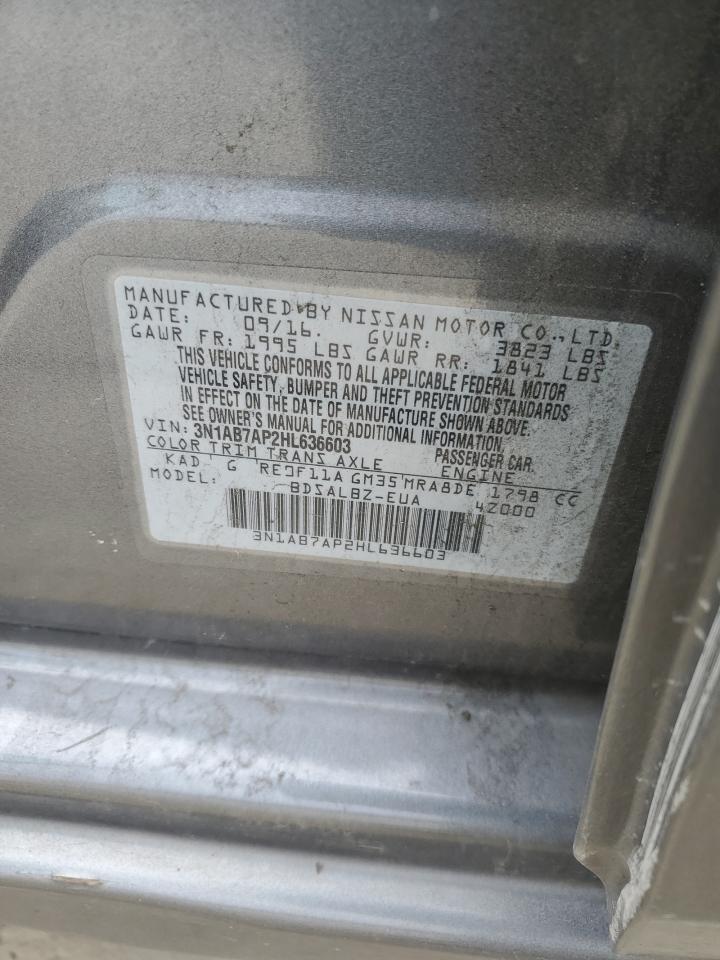 MANUFACTURED BY NISSAN MOTOR CO., LTD.
DATE: 09/16. GVWR: 3823 LBS
GAWR FR: 1995 LBS GAWR RR: 1841 LBS
THIS VEHICLE CONFORMS TO ALL APPLICABLE FEDERAL MOTOR
VEHICLE SAFETY, BUMPER AND THEFT PREVENTION STANDARDS
IN EFFECT ON THE DATE OF MANUFACTURE SHOWN ABOVE.
SEE OWNER'S MANUAL FOR ADDITIONAL INFORMATION.
VIN: 3N1AB7AP2HL636603 PASSENGER CAR.
COLOR TRIM TRANS AXLE ENGINE
KAD G RE0F11A GM35 MRA8DE 1798 CC
MODEL: BDSALBZ-EUA 4Z000
3N1AB7AP2HL636603